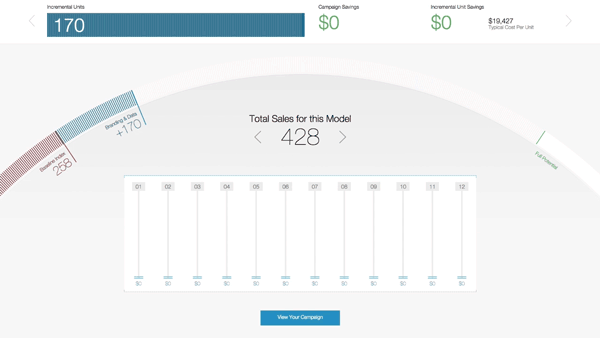 Incremental Units
170
Campaign Savings
$0
Incremental Unit Savings
$0
$19,427
Typical Cost Per Unit
Branding & Data
+170
Baseline Index
258
Total Sales for this Model
428
Full Potential
01 02 03 04 05 06 07 08 09 10 11 12
$0 $0 $0 $0 $0 $0 $0 $0 $0 $0 $0 $0
View Your Campaign